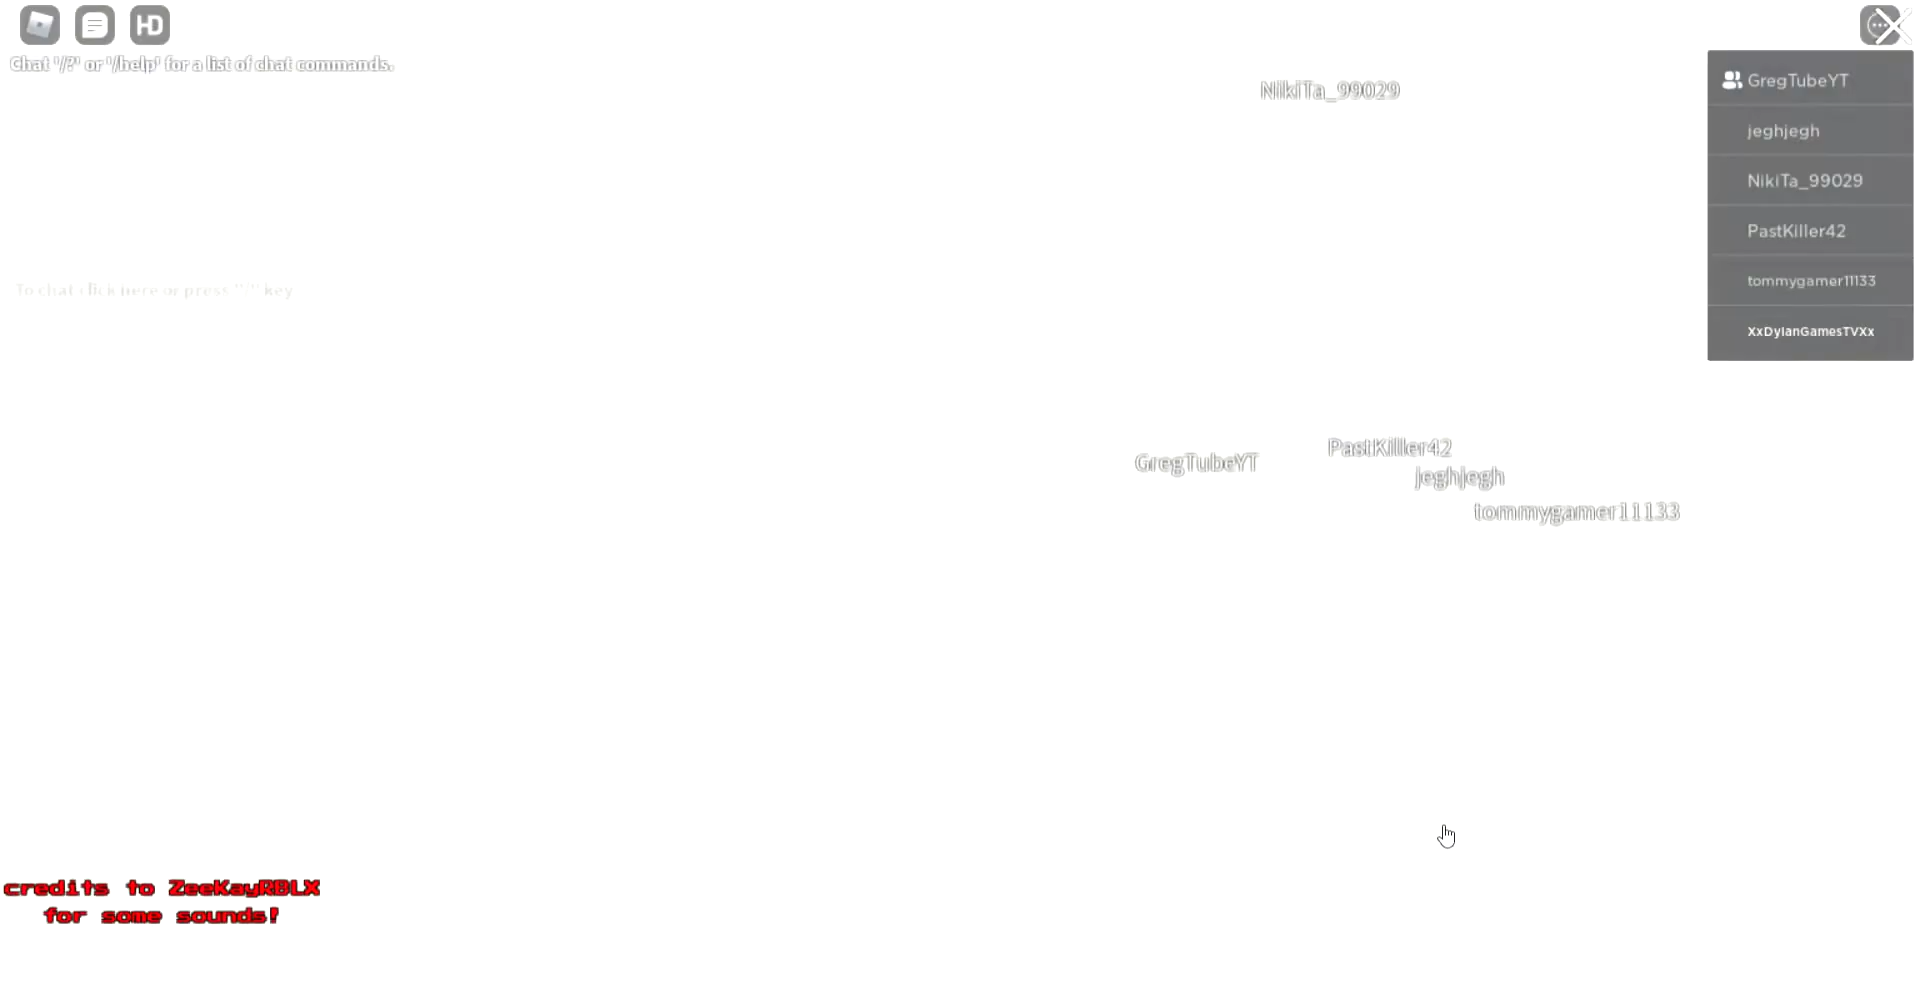 HD
Chat '/?' or '/help' for a list of chat commands.
To chat click here or press "/" key
NikiTa_99029
GregTubeYT
PastKiller42
jeghjegh
tommygamer11133
GregTubeYT
jeghjegh
NikiTa_99029
PastKiller42
tommygamer11133
XxDylanGamesTVXx
credits to ZeeKayRBLX
for some sounds!